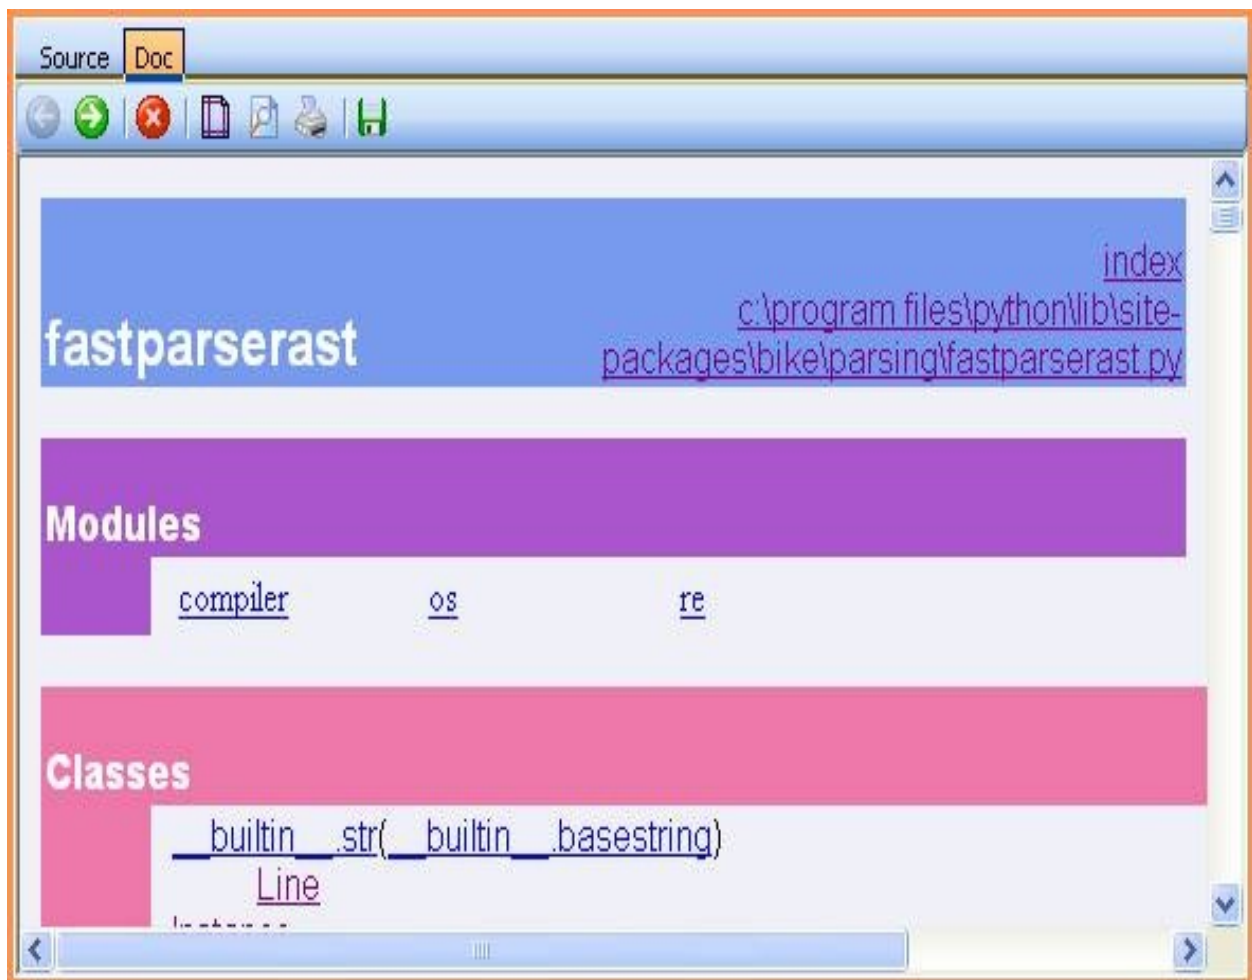 Source Doc
index
c:\program files\python\lib\site-
packages\bike\parsing\fastparserast.py
fastparserast
Modules
compiler os re
Classes
__builtin__.str(__builtin__.basestring)
Line